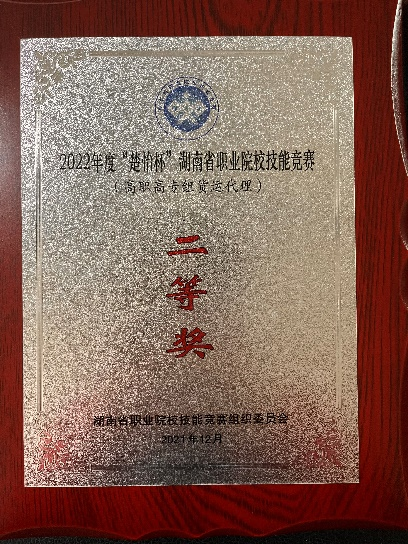 2022年度“楚怡杯”湖南省职业院校技能竞赛
（高职高专组货运代理）
二等奖
湖南省职业院校技能竞赛组织委员会
2021年12月